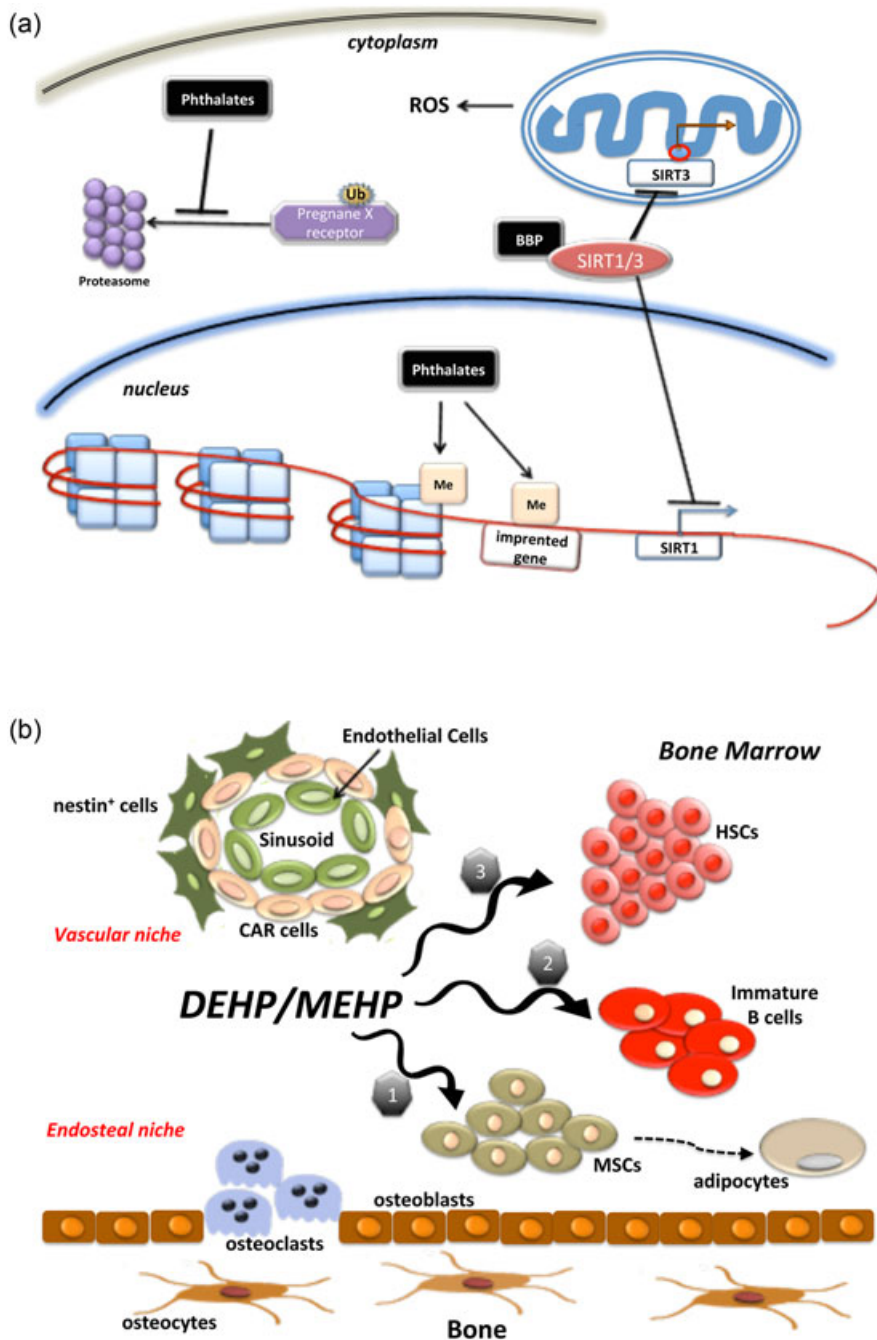 (a)
cytoplasm
Phthalates
ROS
SIRT3
Ub
Pregnane X
receptor
BBP
SIRT1/3
Proteasome
nucleus
Phthalates
Me
Me
imprented
gene
SIRT1
(b)
Endothelial Cells
Bone Marrow
nestin⁺ cells
Sinusoid
HSCs
3
CAR cells
Vascular niche
2
DEHP/MEHP
Immature
B cells
1
Endosteal niche
MSCs
adipocytes
osteoblasts
osteoclasts
osteocytes
Bone